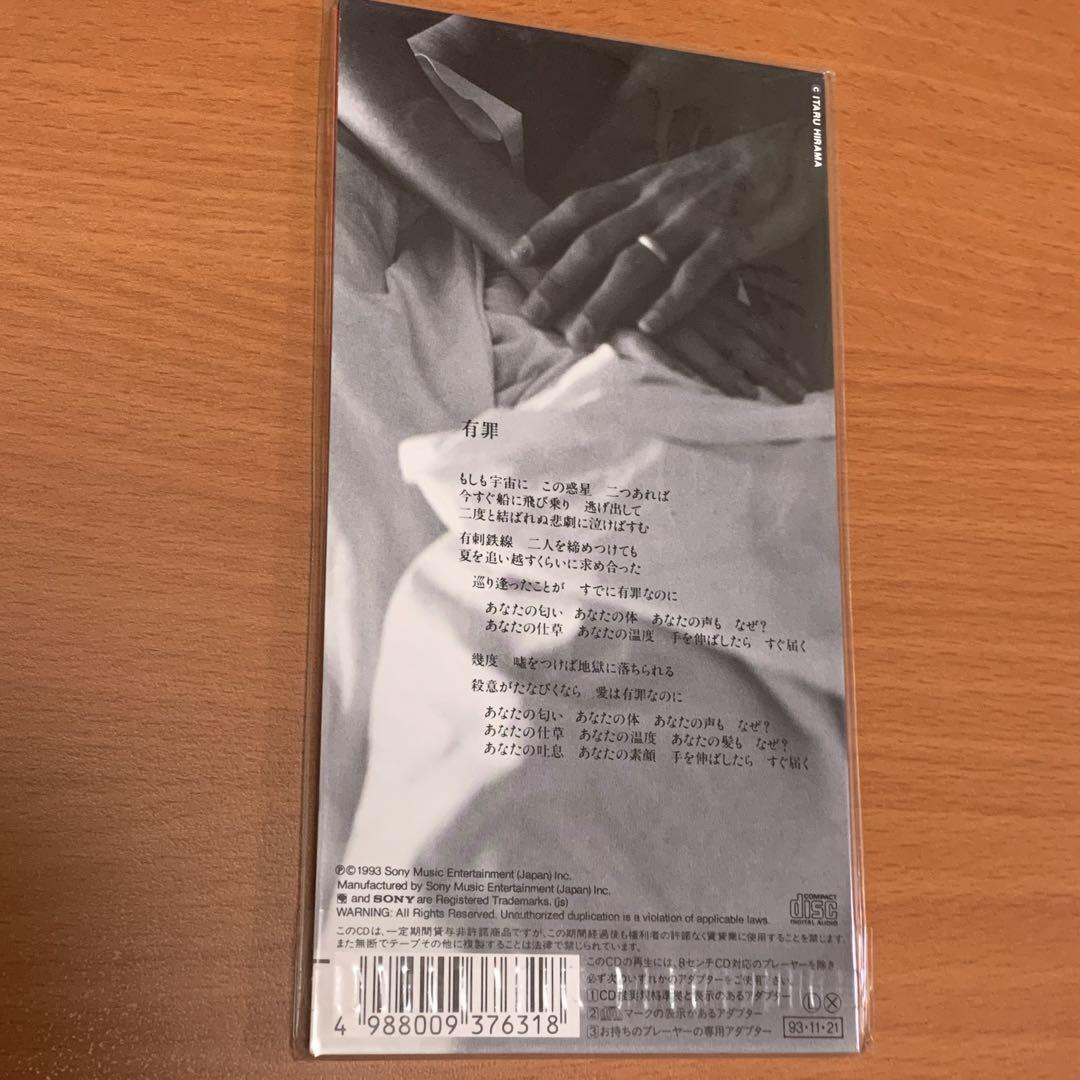 c ITARU HIRAMA
有罪
もしも宇宙に この惑星 二つあれば
今すぐ船に飛び乗り 逃げ出して
二度と結ばれぬ悲劇に泣けばすむ
有刺鉄線 二人を締めつけても
夏を追い越すくらいに求め合った
巡り逢ったことが すでに有罪なのに
あなたの匂い あなたの体 あなたの声も なぜ?
あなたの仕草 あなたの温度 手を伸ばしたら すぐ届く
幾度 嘘をつけば地獄に落ちられる
殺意がたなびくなら 愛は有罪なのに
あなたの匂い あなたの体 あなたの声も なぜ?
あなたの仕草 あなたの温度 あなたの髪も なぜ?
あなたの吐息 あなたの素顔 手を伸ばしたら すぐ届く
℗©1993 Sony Music Entertainment (Japan) Inc.
Manufactured by Sony Music Entertainment (Japan) Inc.
and SONY are Registered Trademarks. (js)
WARNING: All Rights Reserved. Unauthorized duplication is a violation of applicable laws.
COMPACT
disc
DIGITAL AUDIO
このCDは、一定期間貸与非許諾商品ですが、この期間経過後も権利者の許諾なく賃貸業に使用することを禁じます。
また無断でテープその他に複製することは法律で禁じられています。
このCDの再生には、8センチCD対応のプレーヤーを除き
必ず次のいずれかのアダプターをご使用下さい。
①CD推奨規格準拠と表示のあるアダプター
②マークの表示があるアダプター
③お持ちのプレーヤーの専用アダプター
Ⓛ Ⓧ
93・11・21
4 988009 376318